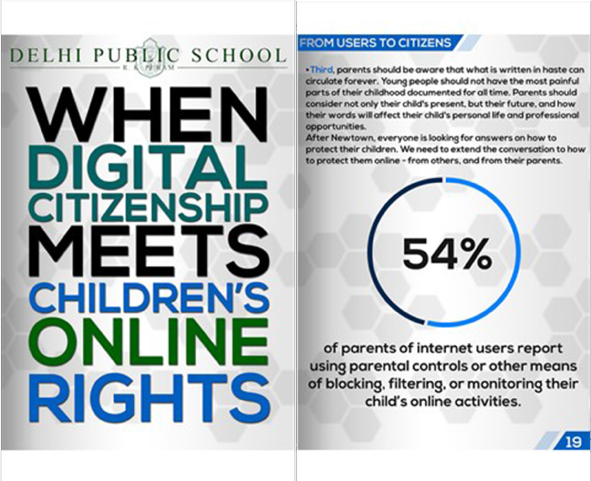 DELHI PUBLIC SCHOOL
WHEN
DIGITAL
CITIZENSHIP
MEETS
CHILDREN'S
ONLINE
RIGHTS
FROM USERS TO CITIZENS
•Third, parents should be aware that what is written in haste can
circulate forever. Young people should not have the most painful
parts of their childhood documented for all time. Parents should
consider not only their child's present, but their future, and how
their words will affect their child's personal life and professional
opportunities.
After Newtown, everyone is looking for answers on how to
protect their children. We need to extend the conversation to how
to protect them online - from others, and from their parents.
54%
of parents of internet users report
using parental controls or other means
of blocking, filtering, or monitoring their
child's online activities.
19